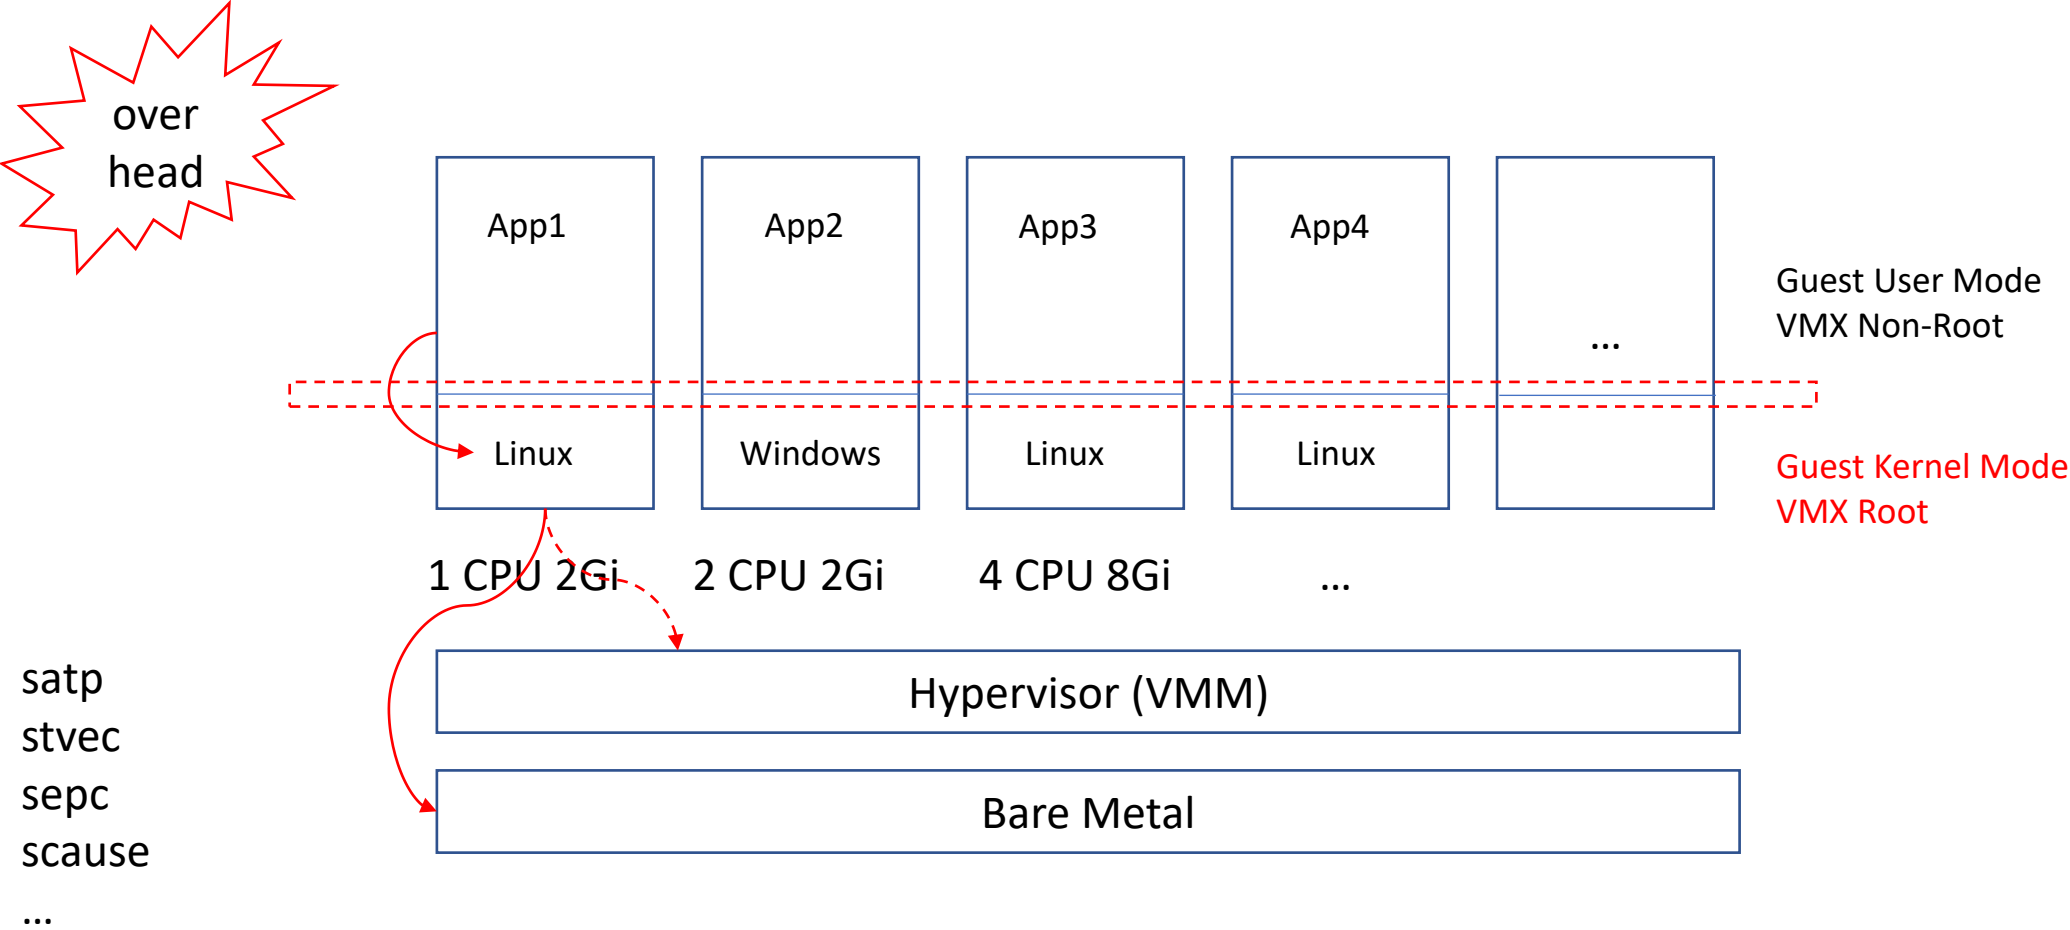 over
head
App1
App2
App3
App4
...
Guest User Mode
VMX Non-Root
Linux
Windows
Linux
Linux
Guest Kernel Mode
VMX Root
1 CPU 2Gi
2 CPU 2Gi
4 CPU 8Gi
...
Hypervisor (VMM)
Bare Metal
satp
stvec
sepc
scause
...